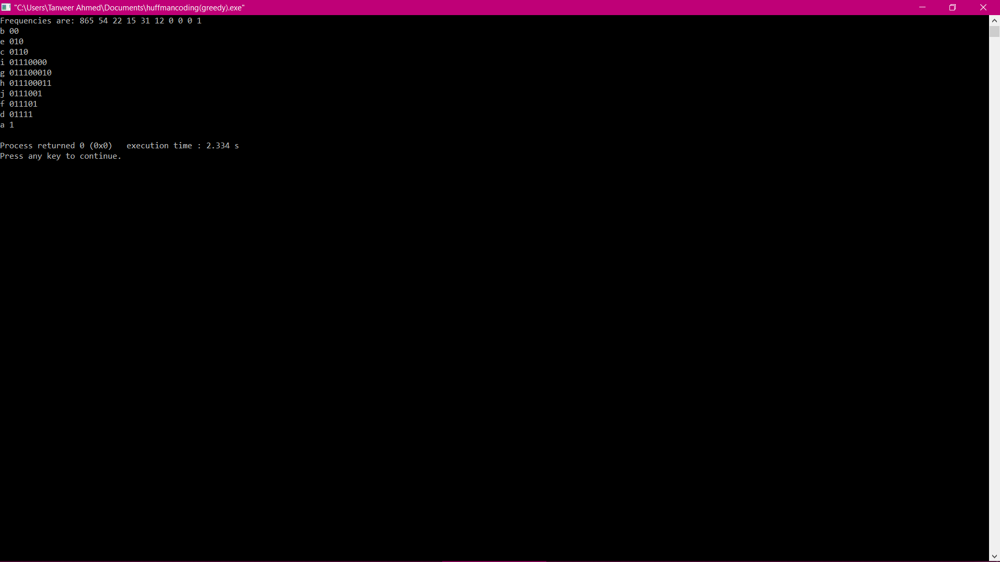 "C:\Users\Tanveer Ahmed\Documents\huffmancoding(greedy).exe"
Frequencies are: 865 54 22 15 31 12 0 0 0 1
b 00
e 010
c 0110
i 01110000
g 011100010
h 011100011
j 0111001
f 011101
d 01111
a 1
Process returned 0 (0x0)   execution time : 2.334 s
Press any key to continue.